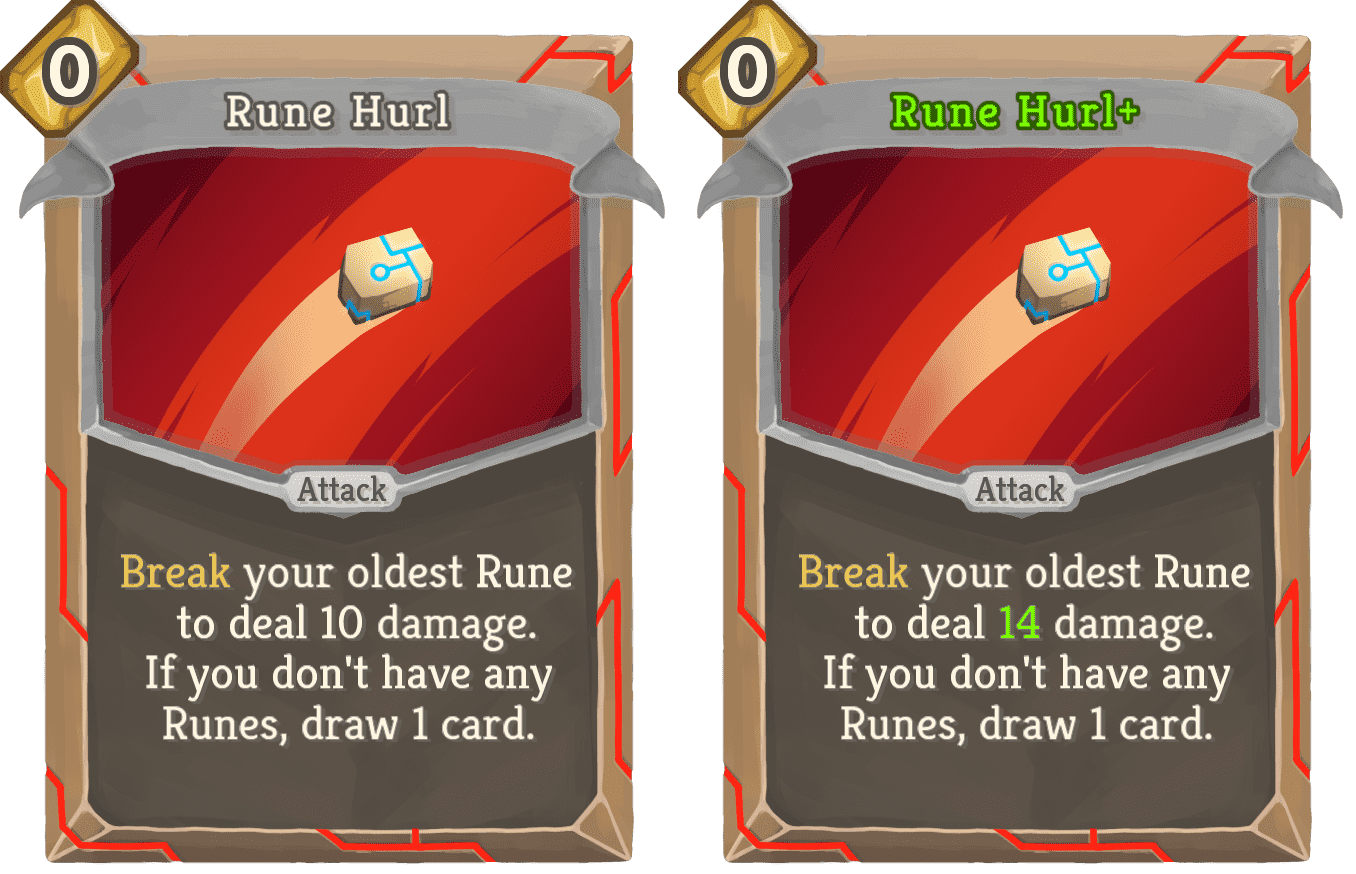 0
Rune Hurl
Attack
Break your oldest Rune
to deal 10 damage.
If you don't have any
Runes, draw 1 card.
0
Rune Hurl+
Attack
Break your oldest Rune
to deal 14 damage.
If you don't have any
Runes, draw 1 card.